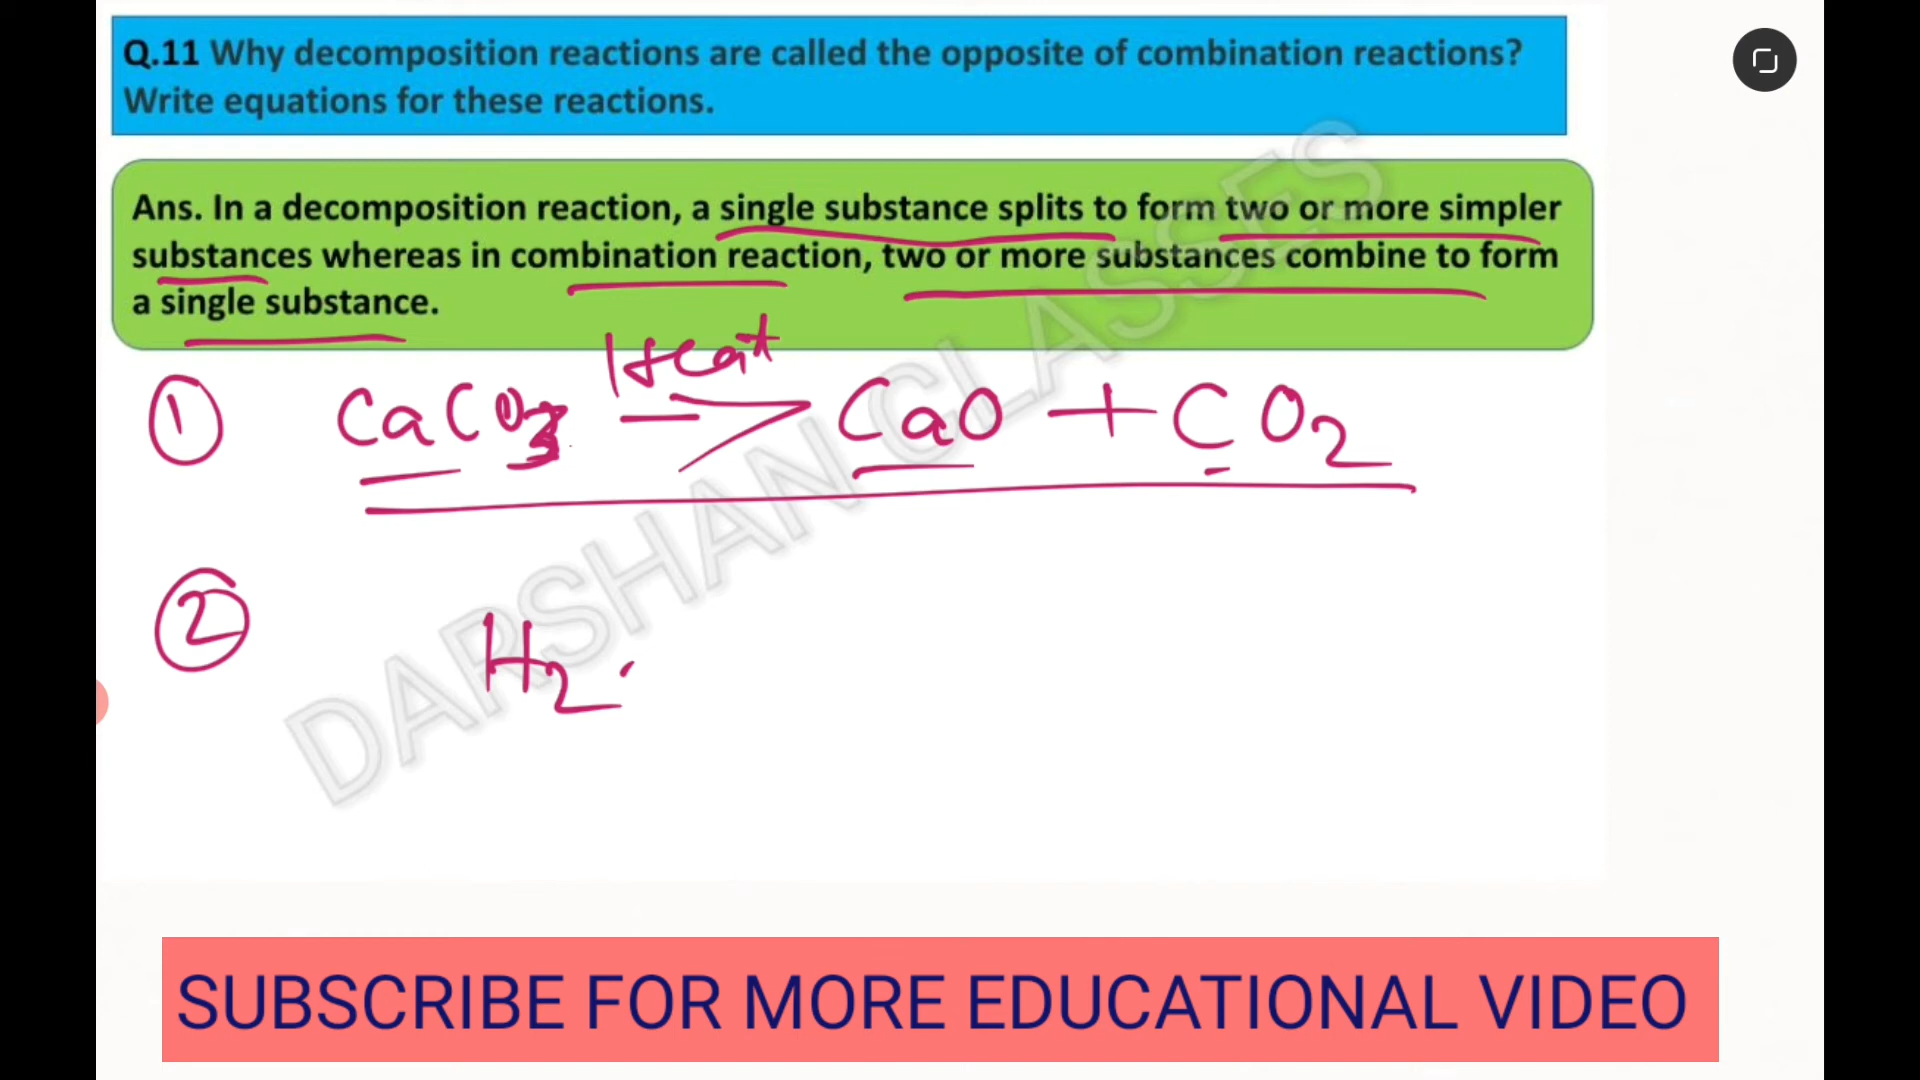 Q.11 Why decomposition reactions are called the opposite of combination reactions?
Write equations for these reactions.
Ans. In a decomposition reaction, a single substance splits to form two or more simpler
substances whereas in combination reaction, two or more substances combine to form
a single substance.
Heat
① CaCO₃ → CaO + CO₂
② H₂
DARSHAN CLASSES
SUBSCRIBE FOR MORE EDUCATIONAL VIDEO